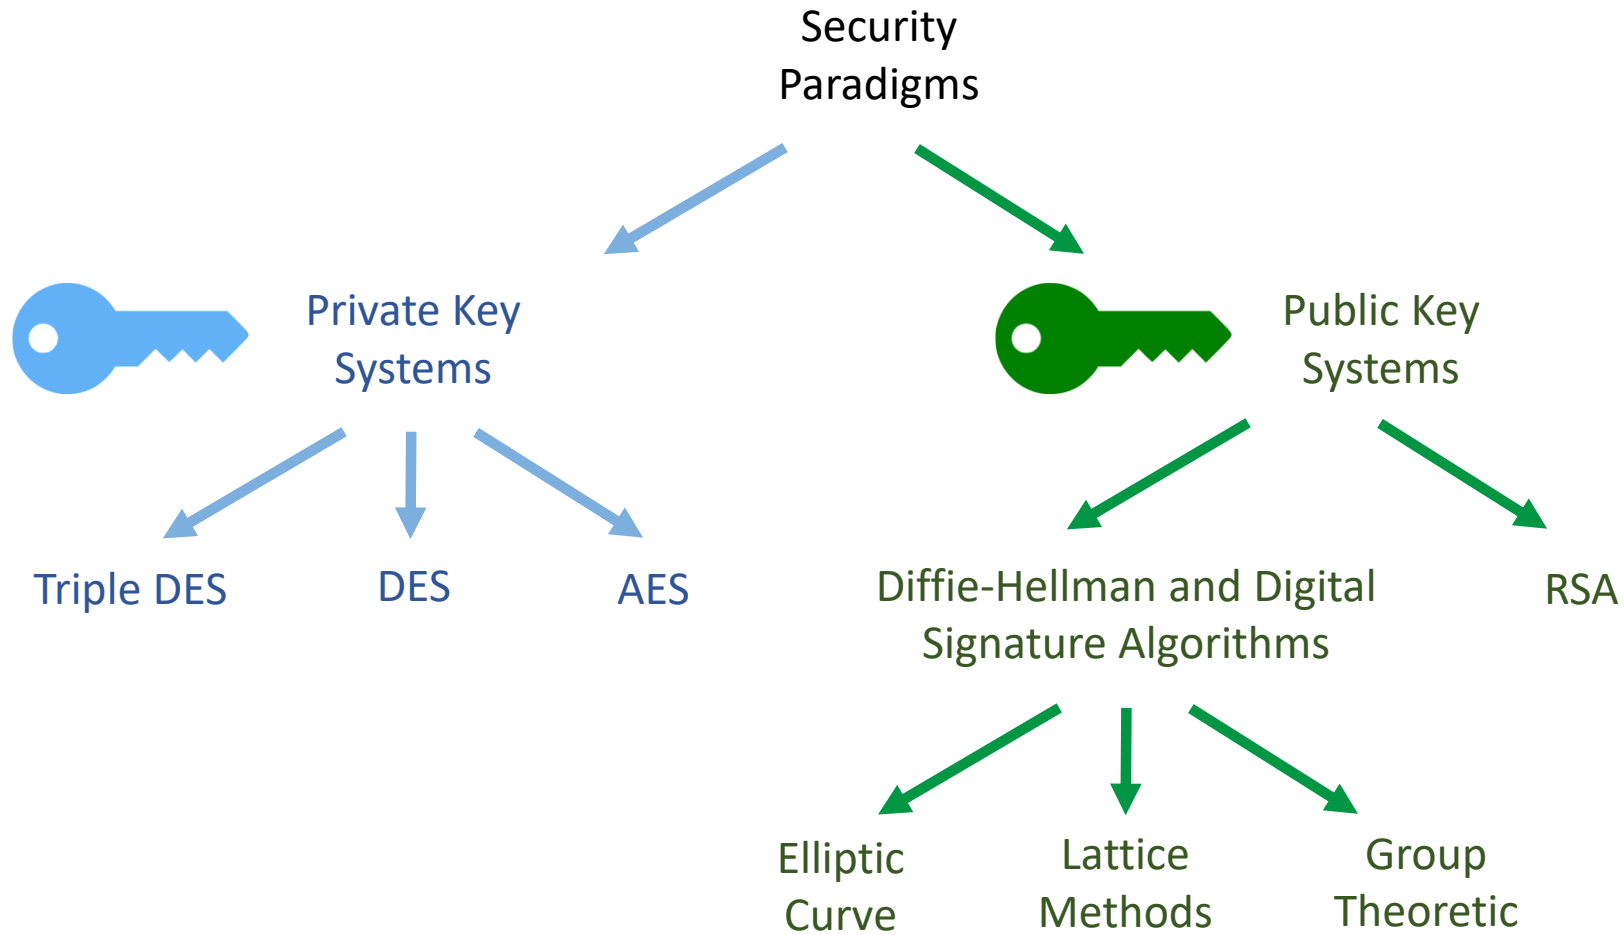 Security
Paradigms
Private Key
Systems
Public Key
Systems
Triple DES
DES
AES
Diffie-Hellman and Digital
Signature Algorithms
RSA
Elliptic
Curve
Lattice
Methods
Group
Theoretic